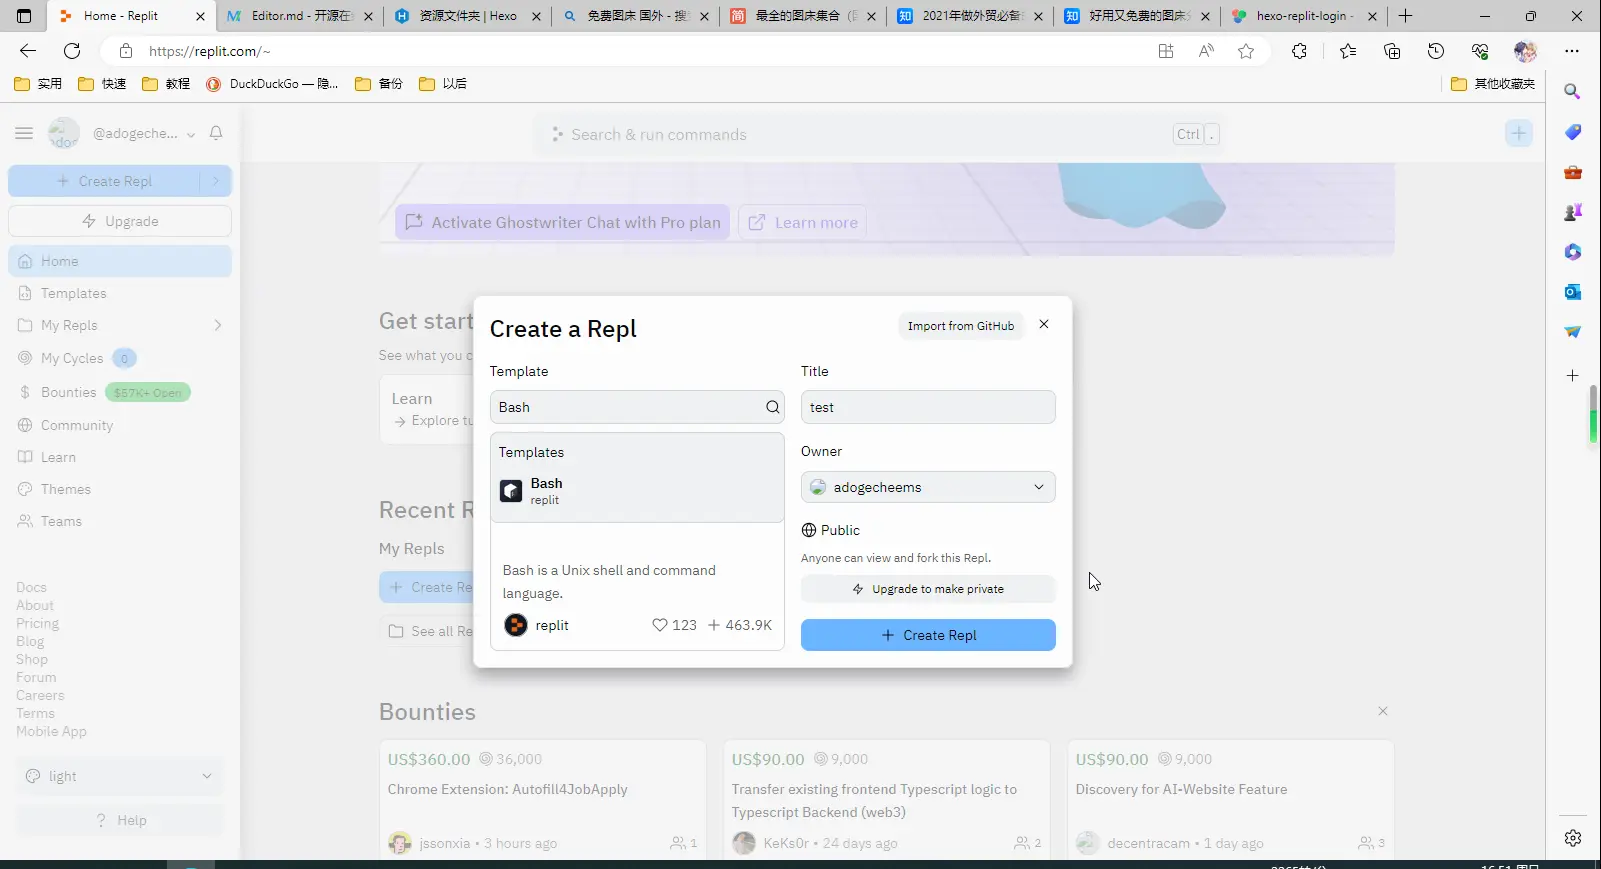 Home - Replit
Editor.md - 开源在
资源文件夹 | Hexo
免费图床 国外 - 搜
最全的图床集合
2021年做外贸必备
好用又免费的图床
hexo-replit-login -
https://replit.com/~
实用
快速
教程
DuckDuckGo — 隐...
备份
以后
其他收藏夹
@adogeche...
Search & run commands
Ctrl .
+ Create Repl
Upgrade
Home
Templates
My Repls
My Cycles 0
Bounties $57K+ Open
Community
Learn
Themes
Teams
Docs
About
Pricing
Blog
Shop
Forum
Careers
Terms
Mobile App
light
? Help
Activate Ghostwriter Chat with Pro plan
Learn more
Get start
See what you c
Learn
→ Explore tu
Recent R
My Repls
+ Create Re
See all Re
Create a Repl
Import from GitHub
Template
Bash
Templates
Bash
replit
Bash is a Unix shell and command
language.
replit
123 + 463.9K
Title
test
Owner
adogecheems
Public
Anyone can view and fork this Repl.
Upgrade to make private
+ Create Repl
Bounties
US$360.00 36,000
Chrome Extension: Autofill4JobApply
jssonxia • 3 hours ago 1
US$90.00 9,000
Transfer existing frontend Typescript logic to
Typescript Backend (web3)
KeKs0r • 24 days ago 2
US$90.00 9,000
Discovery for AI-Website Feature
decentracam • 1 day ago 3